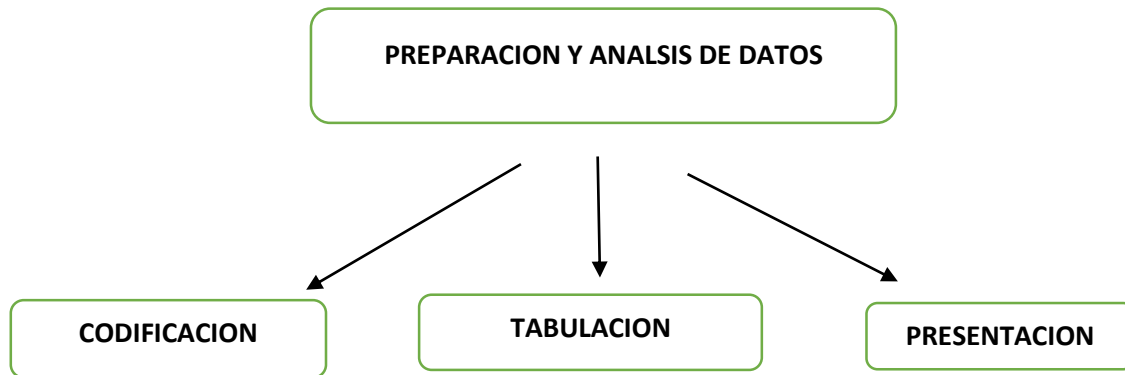 PREPARACION Y ANALSIS DE DATOS
CODIFICACION
TABULACION
PRESENTACION